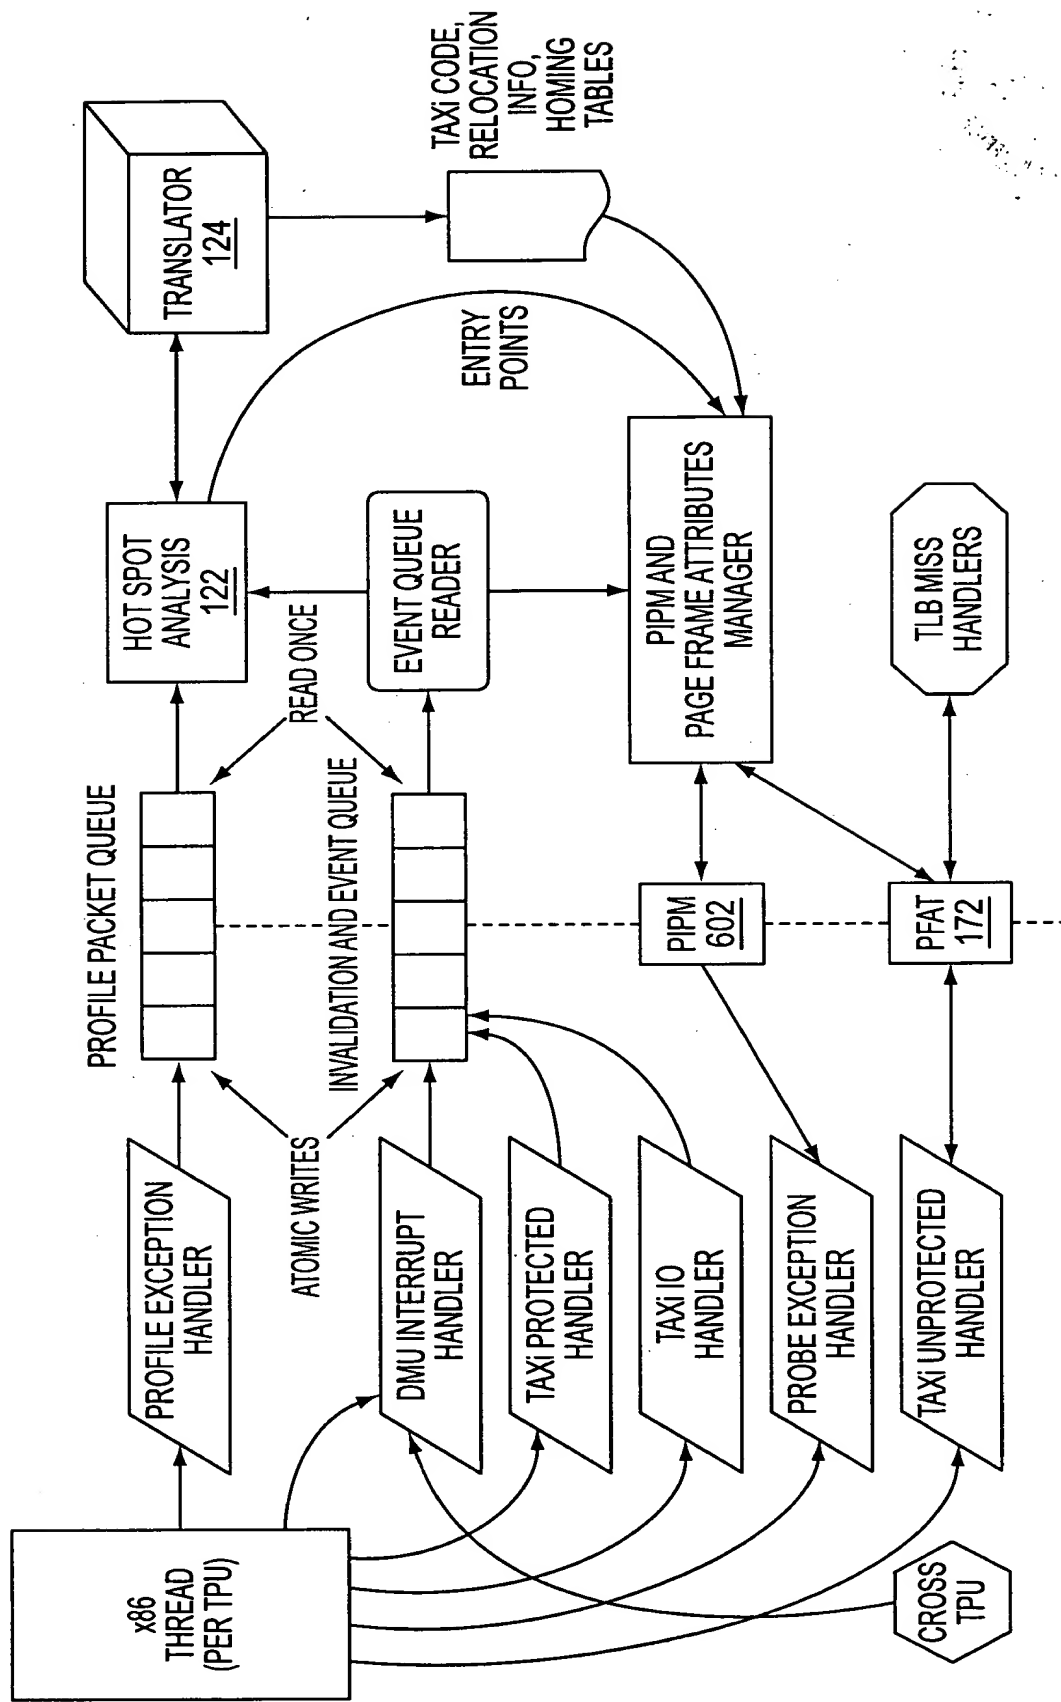 x86
THREAD
(PER TPU)
CROSS
TPU
PROFILE EXCEPTION
HANDLER
DMU INTERRUPT
HANDLER
TAXi PROTECTED
HANDLER
TAXi IO
HANDLER
PROBE EXCEPTION
HANDLER
TAXi UNPROTECTED
HANDLER
ATOMIC WRITES
PROFILE PACKET QUEUE
INVALIDATION AND EVENT QUEUE
PIPM
602
PFAT
172
READ ONCE
HOT SPOT
ANALYSIS
122
EVENT QUEUE
READER
PIPM AND
PAGE FRAME ATTRIBUTES
MANAGER
TLB MISS
HANDLERS
ENTRY
POINTS
TRANSLATOR
124
TAXi CODE,
RELOCATION
INFO,
HOMING
TABLES